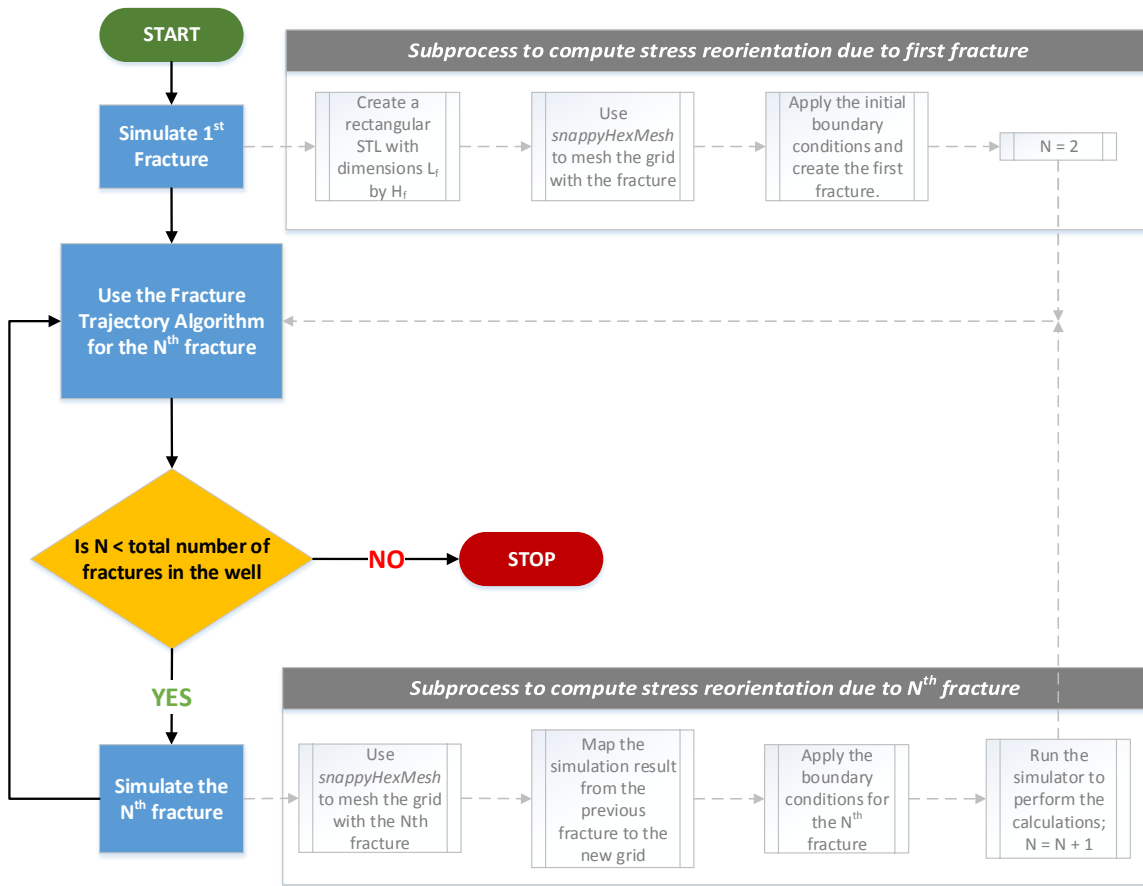 START
Subprocess to compute stress reorientation due to first fracture
Simulate 1st
Fracture
Create a
rectangular
STL with
dimensions Lf
by Hf
Use
snappyHexMesh
to mesh the grid
with the fracture
Apply the initial
boundary
conditions and
create the first
fracture.
N = 2
Use the Fracture
Trajectory Algorithm
for the Nth fracture
Is N < total number of
fractures in the well
NO
STOP
YES
Subprocess to compute stress reorientation due to Nth fracture
Simulate the
Nth fracture
Use
snappyHexMesh
to mesh the grid
with the Nth
fracture
Map the
simulation result
from the
previous
fracture to the
new grid
Apply the
boundary
conditions for
the Nth
fracture
Run the
simulator to
perform the
calculations;
N = N + 1